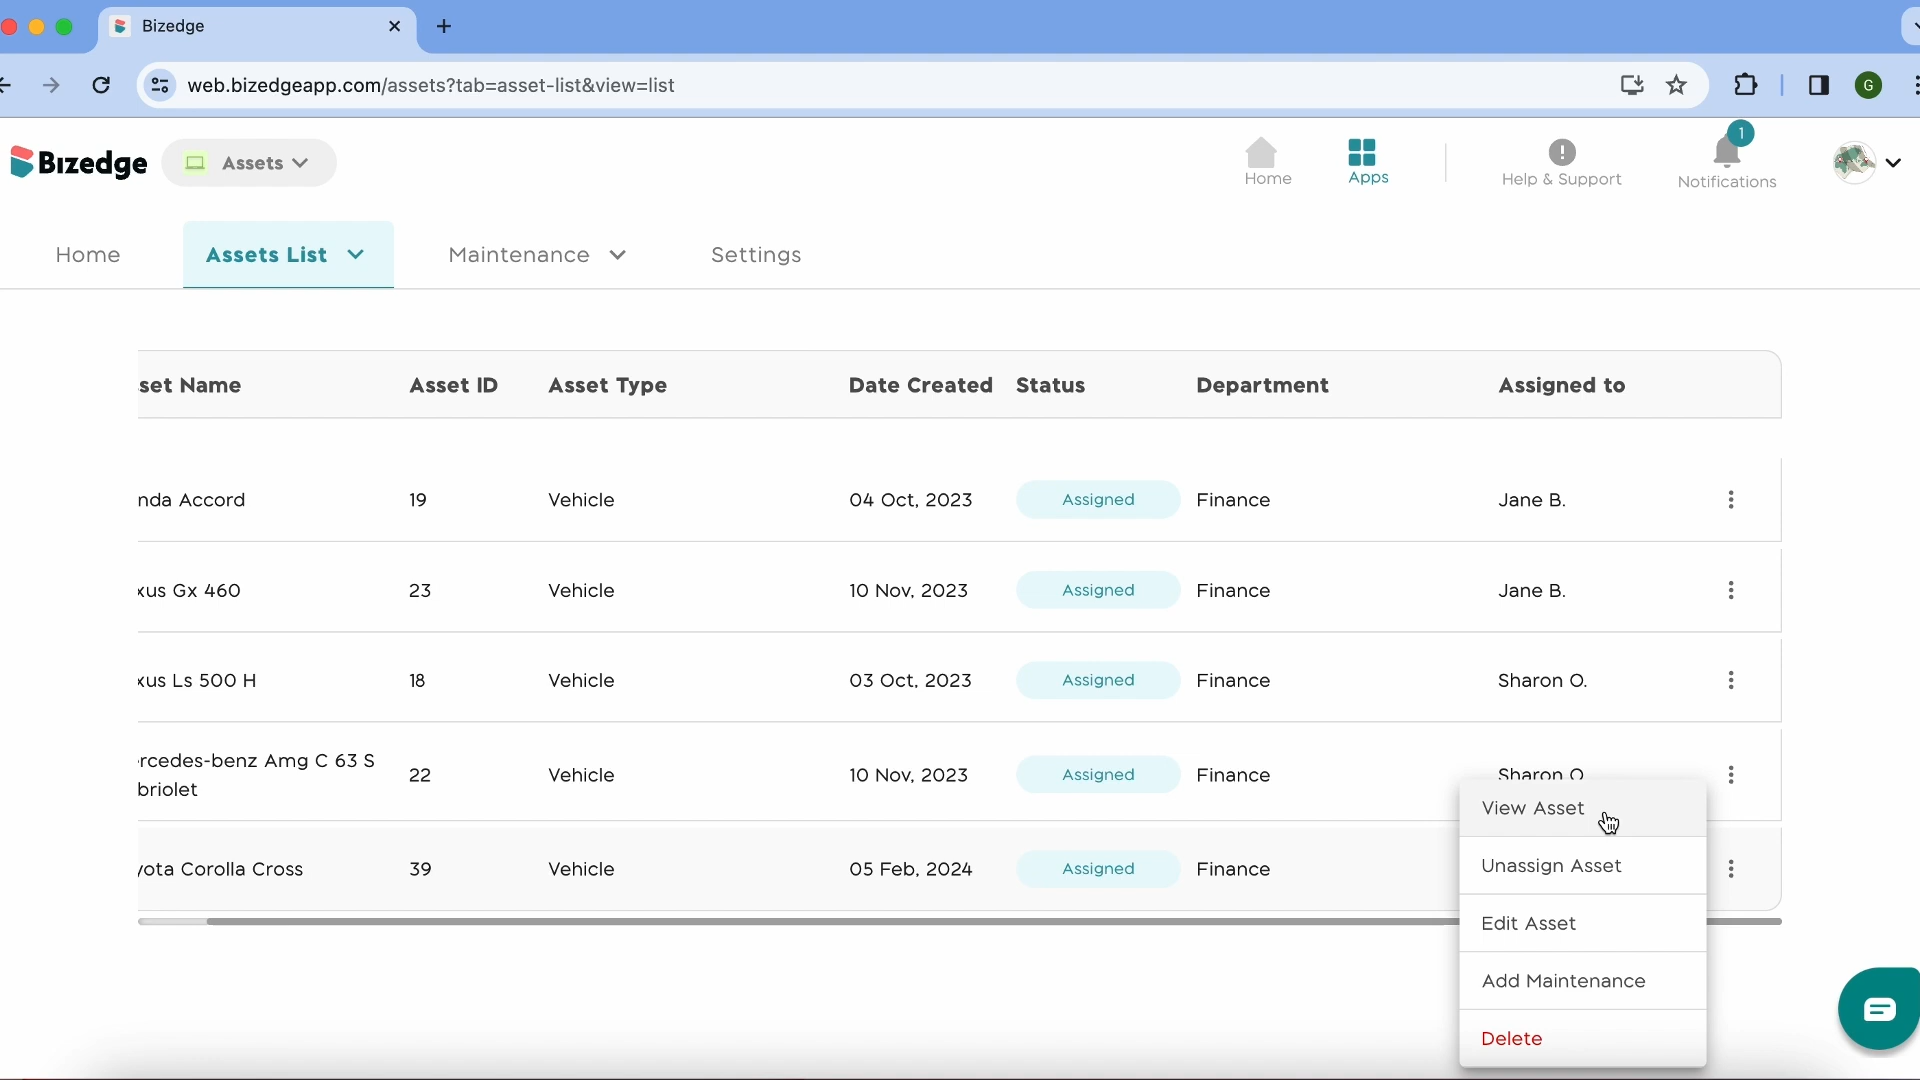 Bizedge
web.bizedgeapp.com/assets?tab=asset-list&view=list
G
Bizedge
Assets
Home
Apps
Help & Support
1
Notifications
Home
Assets List
Maintenance
Settings
set Name
Asset ID
Asset Type
Date Created
Status
Department
Assigned to
nda Accord
19
Vehicle
04 Oct, 2023
Assigned
Finance
Jane B.
xus Gx 460
23
Vehicle
10 Nov, 2023
Assigned
Finance
Jane B.
xus Ls 500 H
18
Vehicle
03 Oct, 2023
Assigned
Finance
Sharon O.
rcedes-benz Amg C 63 S
briolet
22
Vehicle
10 Nov, 2023
Assigned
Finance
Sharon O
yota Corolla Cross
39
Vehicle
05 Feb, 2024
Assigned
Finance
View Asset
Unassign Asset
Edit Asset
Add Maintenance
Delete